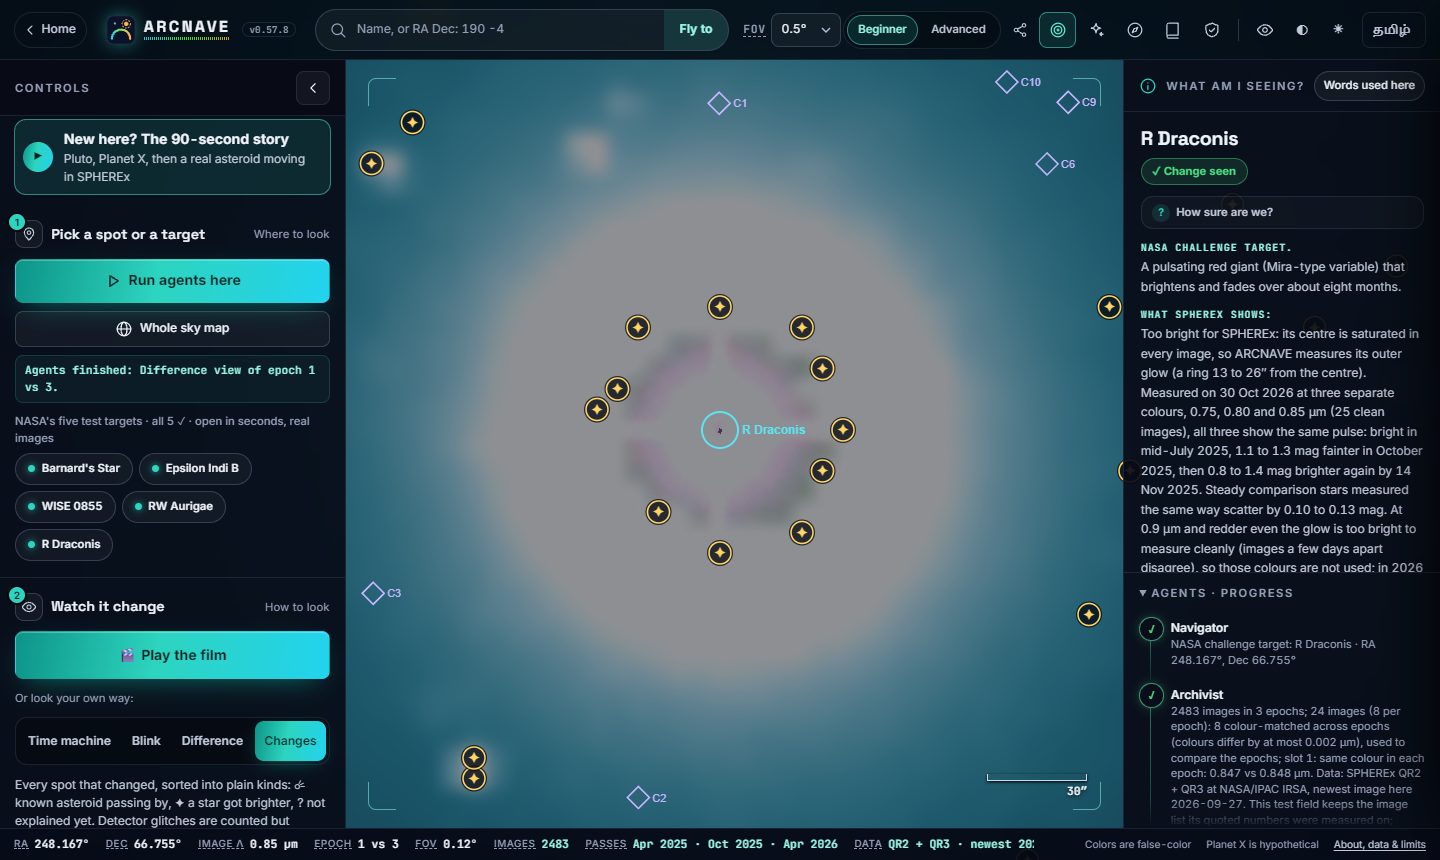 Home
ARCNAVE
v0.57.8
Name, or RA Dec: 190 -4
Fly to
FOV
0.5°
Beginner
Advanced
தமிழ்
CONTROLS
New here? The 90-second story
Pluto, Planet X, then a real asteroid moving
in SPHEREx
1
Pick a spot or a target
Where to look
Run agents here
Whole sky map
Agents finished: Difference view of epoch 1
vs 3.
NASA's five test targets · all 5 ✓ · open in seconds, real
images
Barnard's Star
Epsilon Indi B
WISE 0855
RW Aurigae
R Draconis
2
Watch it change
How to look
Play the film
Or look your own way:
Time machine
Blink
Difference
Changes
Every spot that changed, sorted into plain kinds: ☄
known asteroid passing by, ✦ a star got brighter, ? not
explained yet. Detector glitches are counted but
C1
C10
C9
C6
R Draconis
C3
C2
30″
WHAT AM I SEEING?
Words used here
R Draconis
✓ Change seen
? How sure are we?
NASA CHALLENGE TARGET.
A pulsating red giant (Mira-type variable) that
brightens and fades over about eight months.
WHAT SPHEREX SHOWS:
Too bright for SPHEREx: its centre is saturated in
every image, so ARCNAVE measures its outer
glow (a ring 13 to 26″ from the centre).
Measured on 30 Oct 2026 at three separate
colours, 0.75, 0.80 and 0.85 µm (25 clean
images), all three show the same pulse: bright in
mid-July 2025, 1.1 to 1.3 mag fainter in October
2025, then 0.8 to 1.4 mag brighter again by 14
Nov 2025. Steady comparison stars measured
the same way scatter by 0.10 to 0.13 mag. At
0.9 µm and redder even the glow is too bright to
measure cleanly (images a few days apart
disagree), so those colours are not used; in 2026
▼ AGENTS · PROGRESS
✓ Navigator
NASA challenge target: R Draconis · RA
248.167°, Dec 66.755°
✓ Archivist
2483 images in 3 epochs; 24 images (8 per
epoch): 8 colour-matched across epochs
(colours differ by at most 0.002 µm), used to
compare the epochs; slot 1: same colour in each
epoch: 0.847 vs 0.848 µm. Data: SPHEREx QR2
+ QR3 at NASA/IPAC IRSA, newest image here
2026-09-27. This test field keeps the image
list its quoted numbers were measured on;
RA 248.167°
DEC 66.755°
IMAGE Λ 0.85 µm
EPOCH 1 vs 3
FOV 0.12°
IMAGES 2483
PASSES Apr 2025 · Oct 2025 · Apr 2026
DATA QR2 + QR3 · newest 202
Colors are false-color
Planet X is hypothetical
About, data & limits